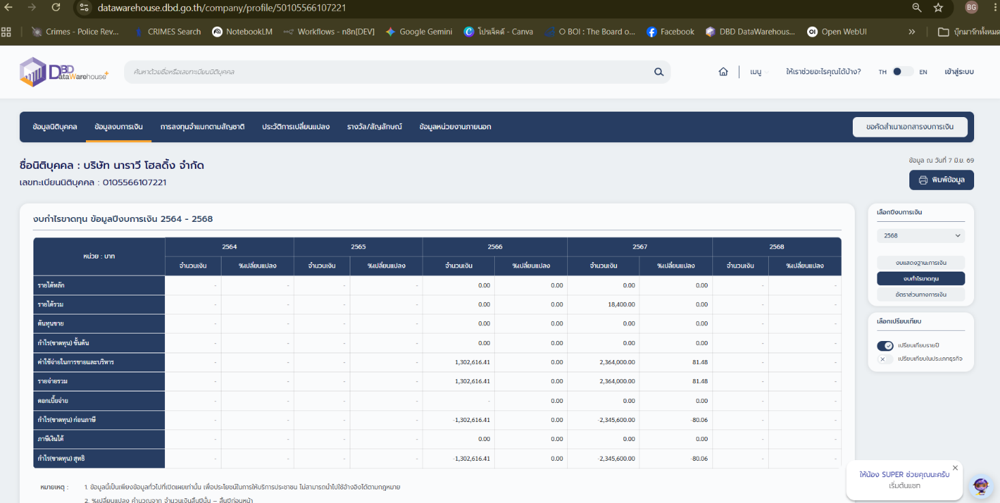 datawarehouse.dbd.go.th/company/profile/50105566107221
BG
Crimes - Police Rev... CRIMES Search NotebookLM Workflows - n8n[DEV] Google Gemini โปรเจ็คต์ - Canva O BOI : The Board o... Facebook DBD DataWarehous... Open WebUI » บุ๊กมาร์กทั้งหมด
DBD DataWarehouse+ ค้นหาด้วยชื่อหรือเลขทะเบียนนิติบุคคล เมนู ให้เราช่วยอะไรคุณได้บ้าง? TH EN เข้าสู่ระบบ
ข้อมูลนิติบุคคล ข้อมูลงบการเงิน การลงทุนจำแนกตามสัญชาติ ประวัติการเปลี่ยนแปลง รางวัล/สัญลักษณ์ ข้อมูลหน่วยงานภายนอก ขอคัดสำเนาเอกสารงบการเงิน
ชื่อนิติบุคคล : บริษัท นาราวี โฮลดิ้ง จำกัด
ข้อมูล ณ วันที่ 7 มิ.ย. 69
เลขทะเบียนนิติบุคคล : 0105566107221
พิมพ์ข้อมูล
งบกำไรขาดทุน ข้อมูลปีงบการเงิน 2564 - 2568
หน่วย : บาท 2564 2565 2566 2567 2568
จำนวนเงิน %เปลี่ยนแปลง จำนวนเงิน %เปลี่ยนแปลง จำนวนเงิน %เปลี่ยนแปลง จำนวนเงิน %เปลี่ยนแปลง จำนวนเงิน %เปลี่ยนแปลง
รายได้หลัก - - - - 0.00 0.00 0.00 0.00 - -
รายได้รวม - - - - 0.00 0.00 18,400.00 0.00 - -
ต้นทุนขาย - - - - 0.00 0.00 0.00 0.00 - -
กำไร(ขาดทุน) ขั้นต้น - - - - 0.00 0.00 0.00 0.00 - -
ค่าใช้จ่ายในการขายและบริหาร - - - - 1,302,616.41 0.00 2,364,000.00 81.48 - -
รายจ่ายรวม - - - - 1,302,616.41 0.00 2,364,000.00 81.48 - -
ดอกเบี้ยจ่าย - - - - - 0.00 0.00 0.00 - -
กำไร(ขาดทุน) ก่อนภาษี - - - - -1,302,616.41 0.00 -2,345,600.00 -80.06 - -
ภาษีเงินได้ - - - - 0.00 0.00 0.00 0.00 - -
กำไร(ขาดทุน) สุทธิ - - - - -1,302,616.41 0.00 -2,345,600.00 -80.06 - -
หมายเหตุ : 1. ข้อมูลนี้เป็นเพียงข้อมูลทั่วไปที่เปิดเผยเท่านั้น เพื่อประโยชน์ในการให้บริการประชาชน ไม่สามารถนำไปใช้อ้างอิงได้ตามกฎหมาย
2. %เปลี่ยนแปลง คำนวณจาก จำนวนเงินสิ้นปีนั้น – สิ้นปีก่อนหน้า
เลือกปีงบการเงิน
2568
งบแสดงฐานะการเงิน
งบกำไรขาดทุน
อัตราส่วนทางการเงิน
เลือกเปรียบเทียบ
เปรียบเทียบรายปี
เปรียบเทียบในประเภทธุรกิจ
ให้น้อง SUPER ช่วยคุณนะครับ
เริ่มต้นแชท